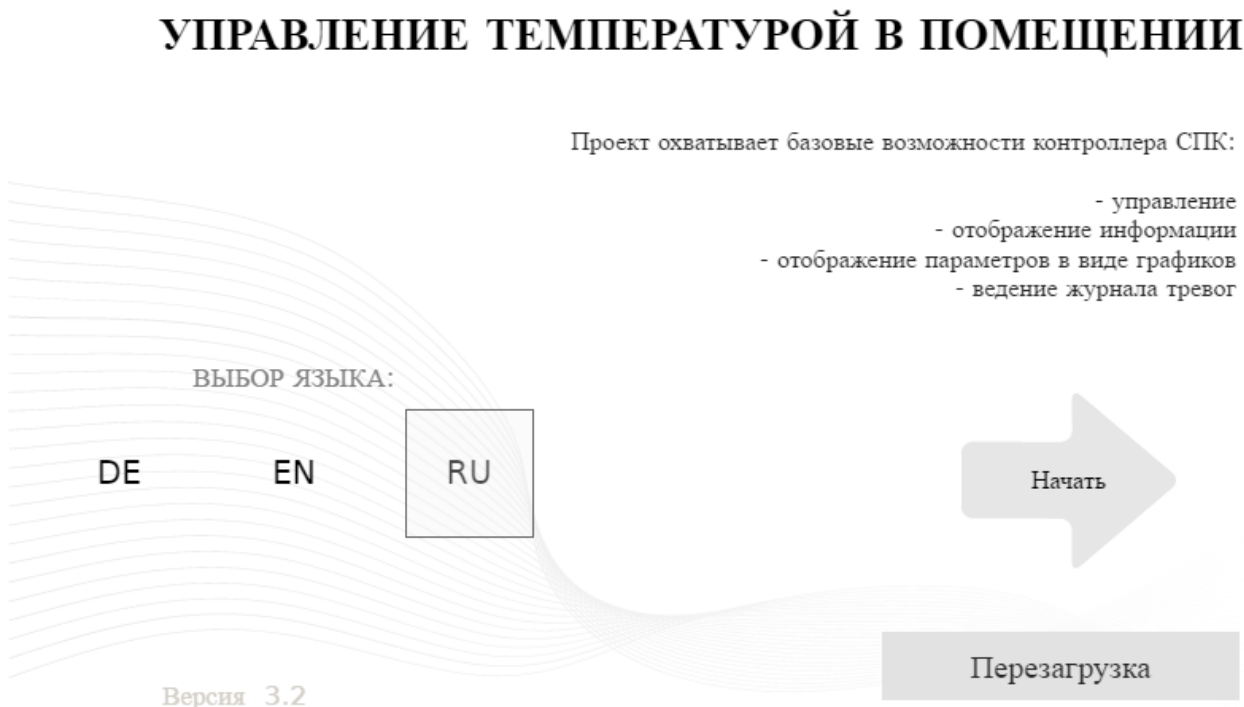 УПРАВЛЕНИЕ ТЕМПЕРАТУРОЙ В ПОМЕЩЕНИИ
Проект охватывает базовые возможности контроллера СПК:
- управление
- отображение информации
- отображение параметров в виде графиков
- ведение журнала тревог
ВЫБОР ЯЗЫКА:
DE EN RU
Начать
Перезагрузка
Версия 3.2